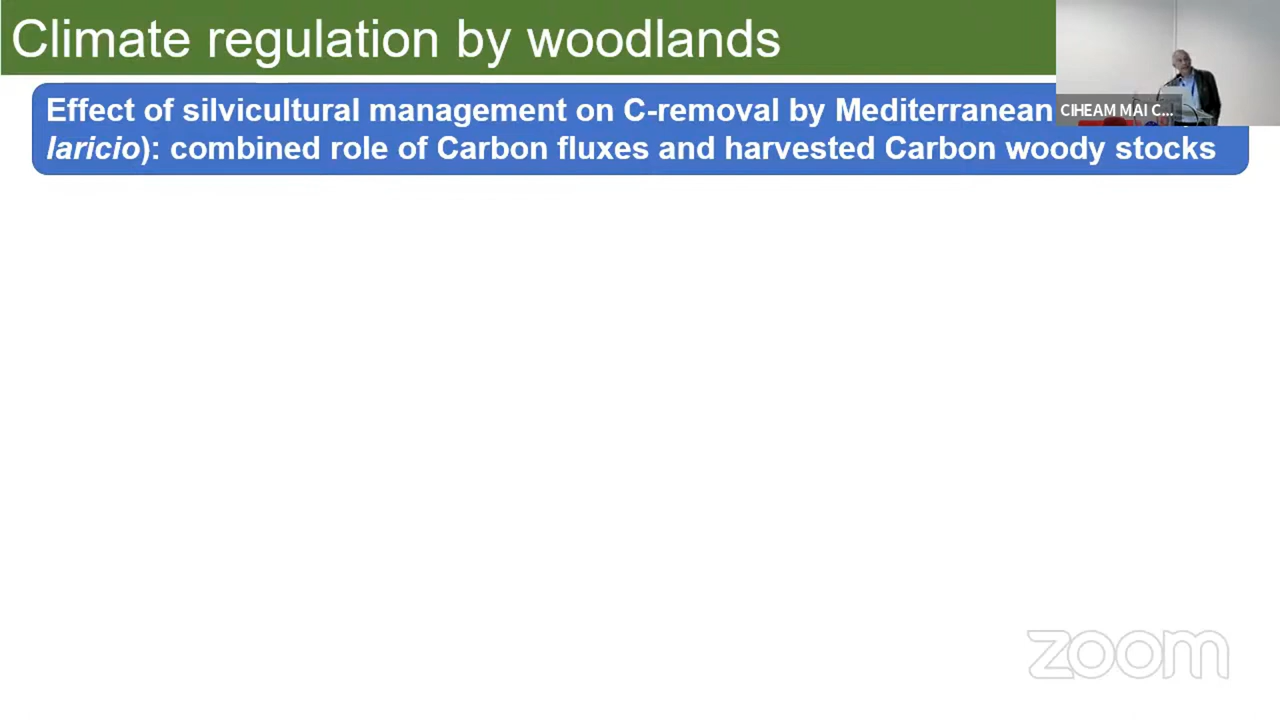 Climate regulation by woodlands
Effect of silvicultural management on C-removal by Mediterranean
laricio): combined role of Carbon fluxes and harvested Carbon woody stocks
CIHEAM MAI C...
zoom